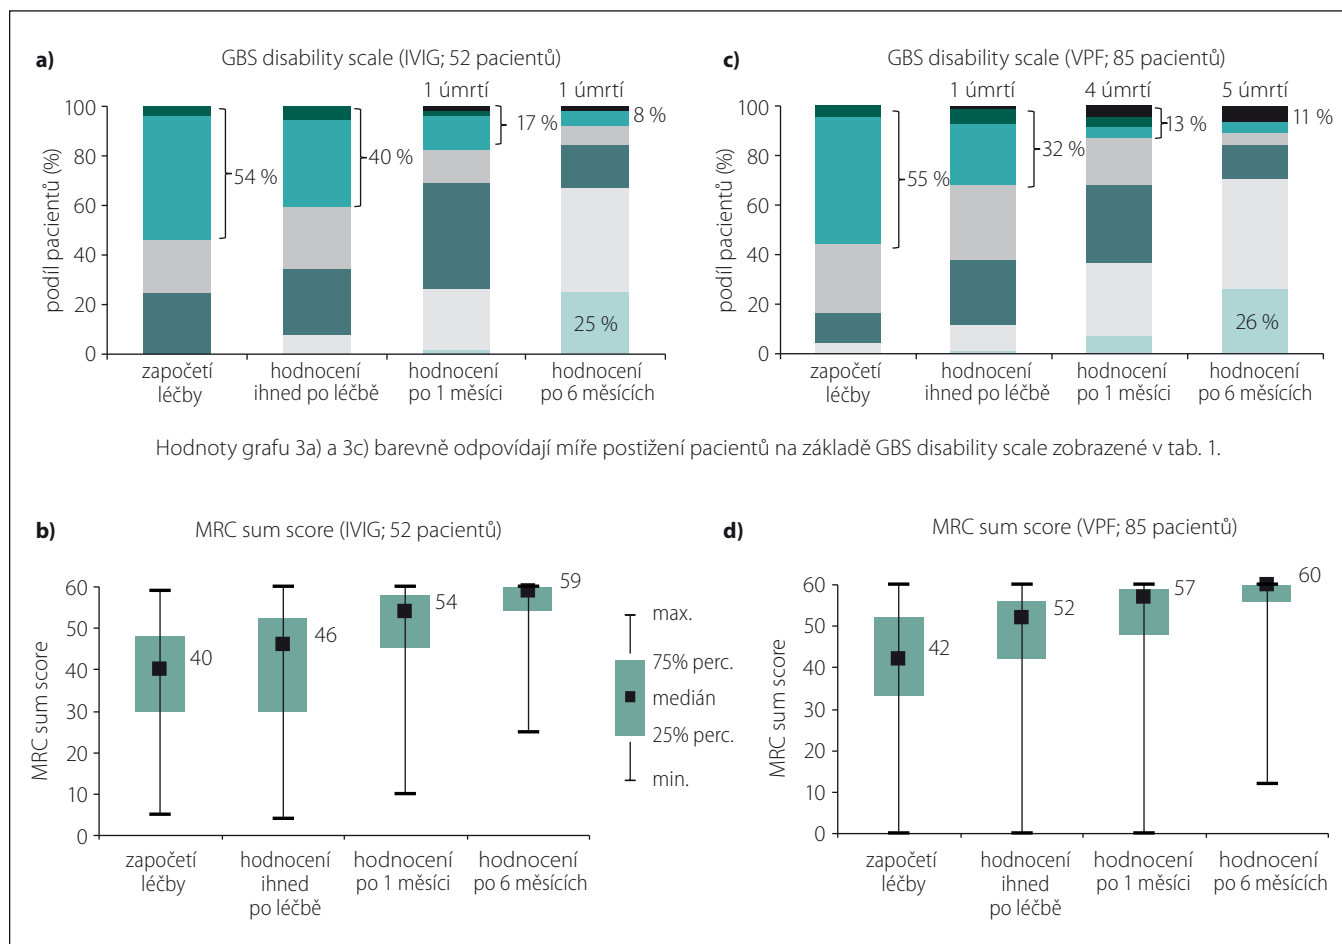 a)
GBS disability scale (IVIG; 52 pacientů)
1 úmrtí
1 úmrtí
100
80
60
40
20
0
podíl pacientů (%)
54 %
40 %
17 %
8 %
25 %
započetí
léčby
hodnocení
ihned po léčbě
hodnocení
po 1 měsíci
hodnocení
po 6 měsících
c)
GBS disability scale (VPF; 85 pacientů)
1 úmrtí
4 úmrtí
5 úmrtí
100
80
60
40
20
0
podíl pacientů (%)
55 %
32 %
13 %
11 %
26 %
započetí
léčby
hodnocení
ihned po léčbě
hodnocení
po 1 měsíci
hodnocení
po 6 měsících
Hodnoty grafu 3a) a 3c) barevně odpovídají míře postižení pacientů na základě GBS disability scale zobrazené v tab. 1.
b)
MRC sum score (IVIG; 52 pacientů)
60
50
40
30
20
10
0
MRC sum score
40
46
54
59
započetí
léčby
hodnocení
ihned
po léčbě
hodnocení
po 1 měsíci
hodnocení
po 6 měsících
max.
75% perc.
medián
25% perc.
min.
d)
MRC sum score (VPF; 85 pacientů)
60
50
40
30
20
10
0
MRC sum score
42
52
57
60
započetí
léčby
hodnocení
ihned
po léčbě
hodnocení
po 1 měsíci
hodnocení
po 6 měsících